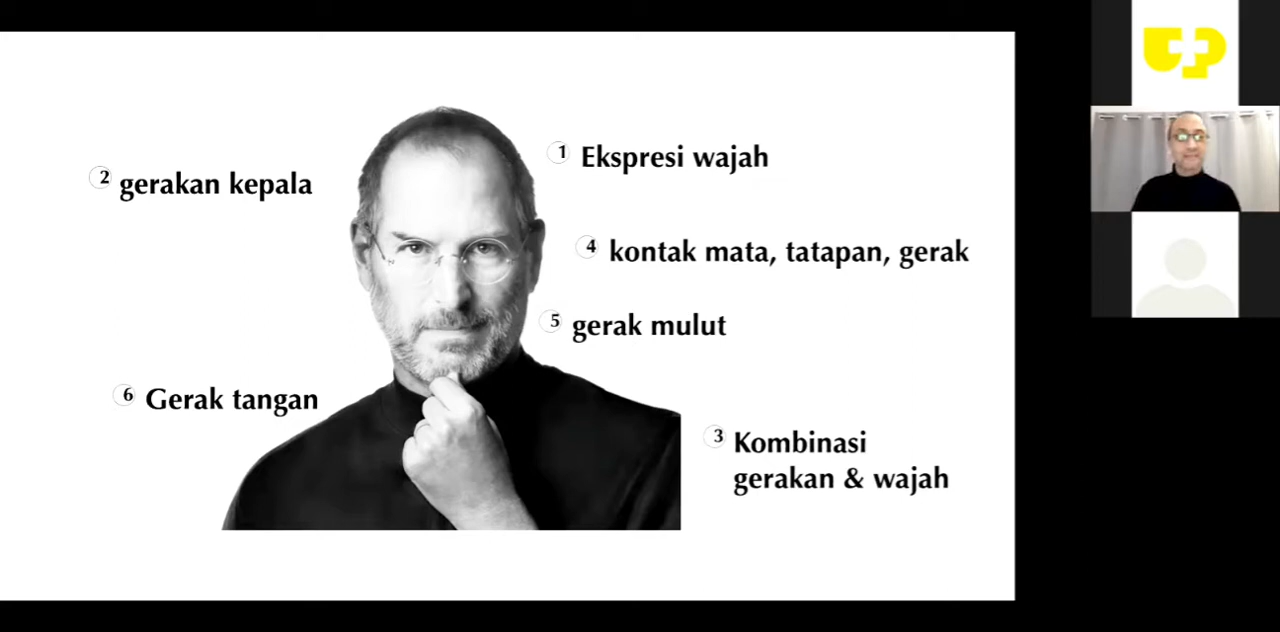 1 Ekspresi wajah
2 gerakan kepala
4 kontak mata, tatapan, gerak
5 gerak mulut
6 Gerak tangan
3 Kombinasi
gerakan & wajah